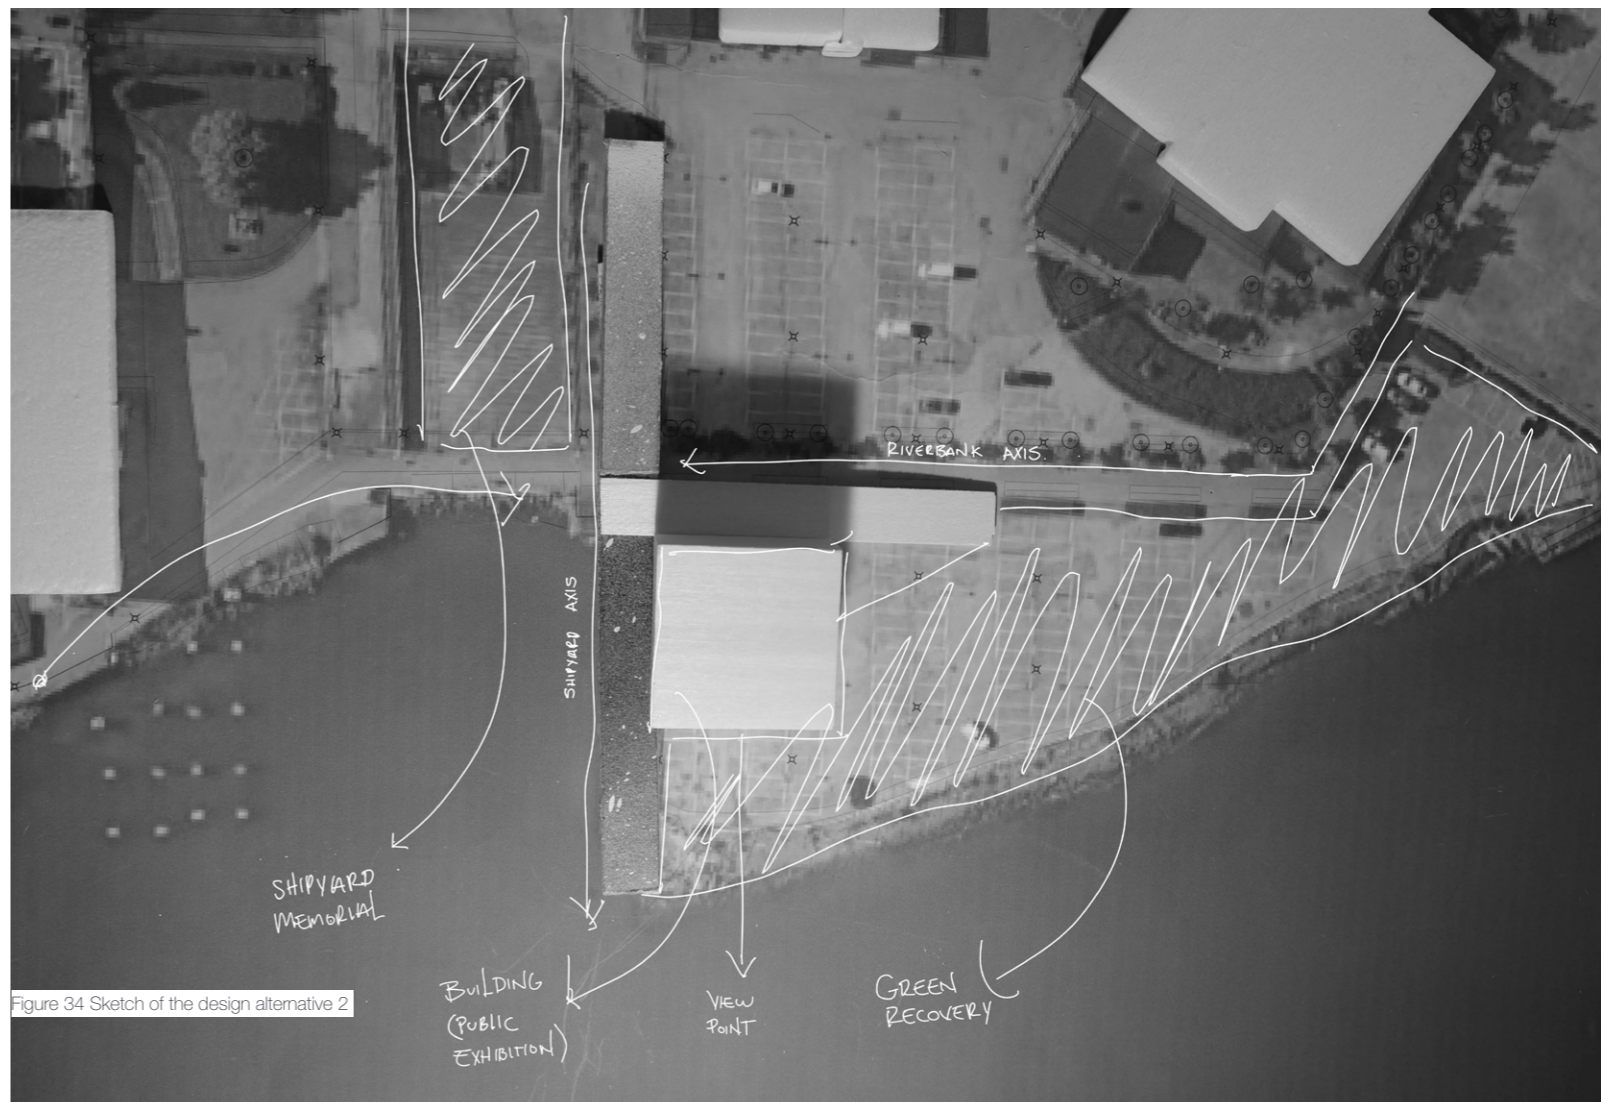 RIVERBANK AXIS.
SHIPYARD AXIS
SHIPYARD
MEMORIAL
BUILDING
(PUBLIC
EXHIBITION)
VIEW
POINT
GREEN
RECOVERY
Figure 34 Sketch of the design alternative 2